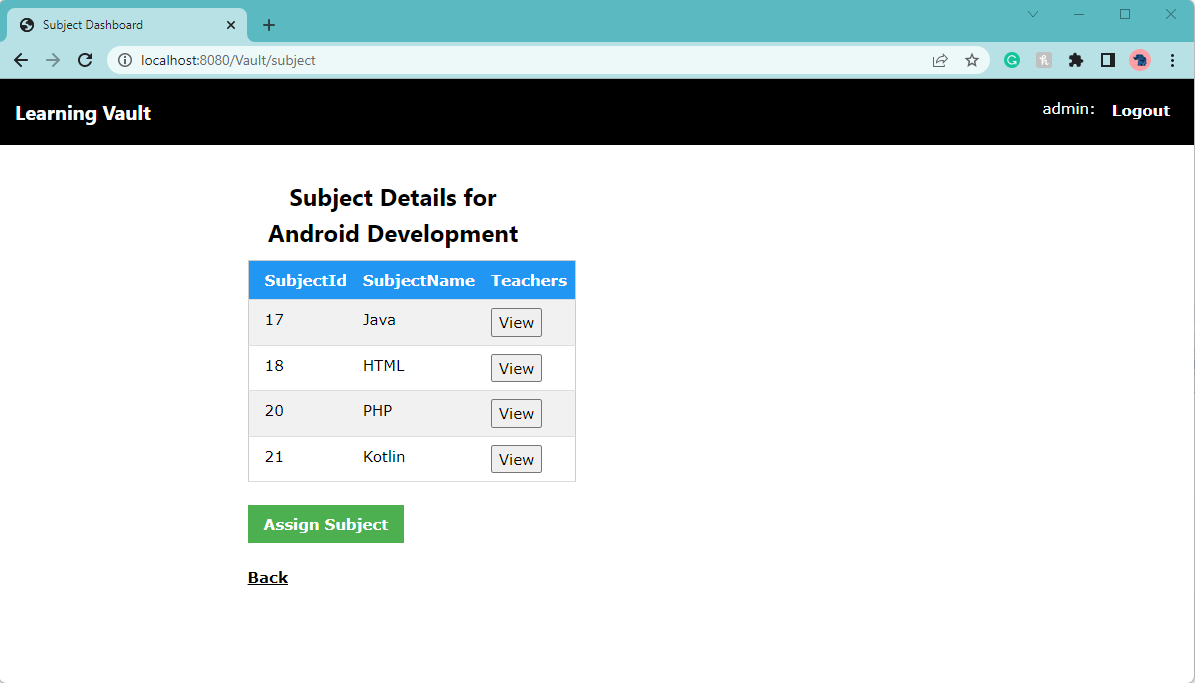 Subject Dashboard
localhost:8080/Vault/subject
Learning Vault
admin: Logout
Subject Details for
Android Development
SubjectId SubjectName Teachers
17 Java View
18 HTML View
20 PHP View
21 Kotlin View
Assign Subject
Back